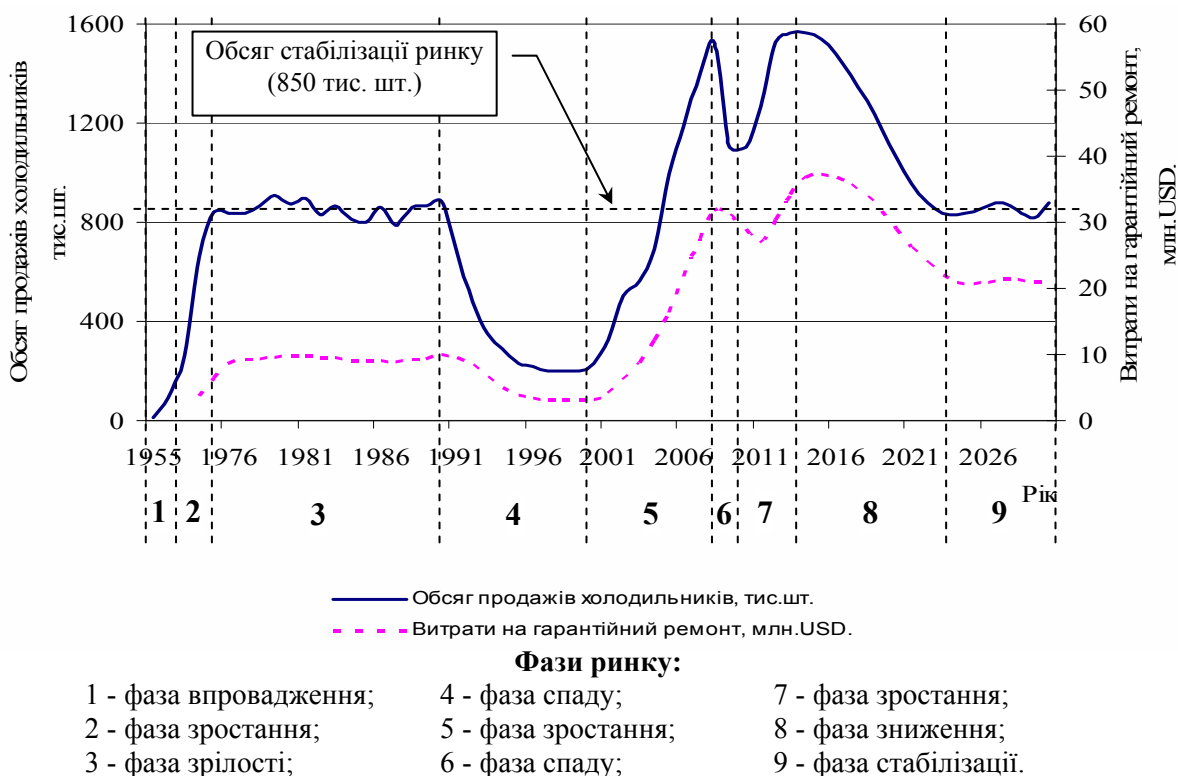 Обсяг продажів холодильників
тис.шт.
1600
1200
800
400
0
Обсяг стабілізації ринку
(850 тис. шт.)
60
50
40
30
20
10
0
Витрати на гарантійний ремонт,
млн.USD.
1955 1976 1981 1986 1991 1996 2001 2006 2011 2016 2021 2026
Рік
1 2 3 4 5 6 7 8 9
Обсяг продажів холодильників, тис.шт.
Витрати на гарантійний ремонт, млн.USD.
Фази ринку:
1 - фаза впровадження; 4 - фаза спаду; 7 - фаза зростання;
2 - фаза зростання; 5 - фаза зростання; 8 - фаза зниження;
3 - фаза зрілості; 6 - фаза спаду; 9 - фаза стабілізації.